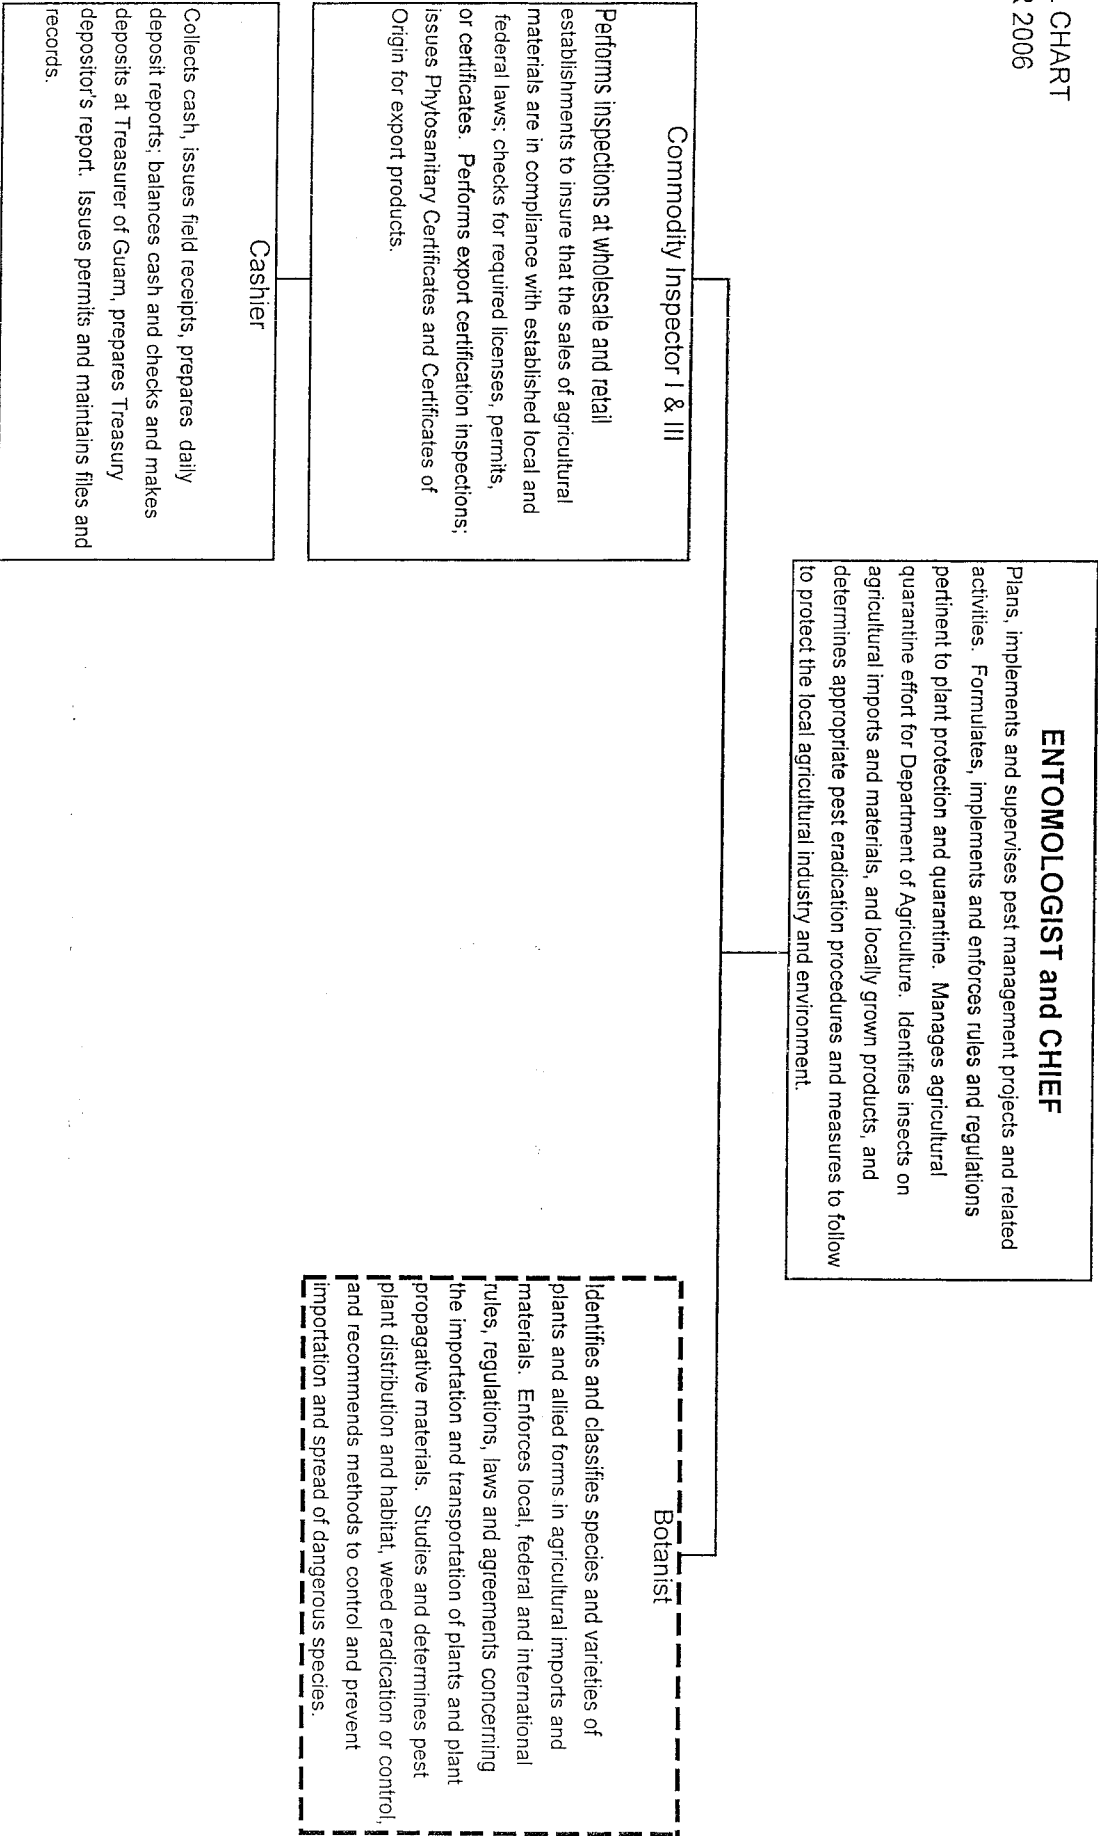 CHART
2006
ENTOMOLOGIST and CHIEF
Plans, implements and supervises pest management projects and related
activities. Formulates, implements and enforces rules and regulations
pertinent to plant protection and quarantine. Manages agricultural
quarantine effort for Department of Agriculture. Identifies insects on
agricultural imports and materials, and locally grown products, and
determines appropriate pest eradication procedures and measures to follow
to protect the local agricultural industry and environment.
Commodity Inspector I & III
Performs inspections at wholesale and retail
establishments to insure that the sales of agricultural
materials are in compliance with established local and
federal laws; checks for required licenses, permits,
or certificates. Performs export certification inspections;
issues Phytosanitary Certificates and Certificates of
Origin for export products.
Cashier
Collects cash, issues field receipts, prepares daily
deposit reports; balances cash and checks and makes
deposits at Treasurer of Guam, prepares Treasury
depositor's report. Issues permits and maintains files and
records.
Botanist
Identifies and classifies species and varieties of
plants and allied forms in agricultural imports and
materials. Enforces local, federal and international
rules, regulations, laws and agreements concerning
the importation and transportation of plants and plant
propagative materials. Studies and determines pest
plant distribution and habitat, weed eradication or control,
and recommends methods to control and prevent
importation and spread of dangerous species.